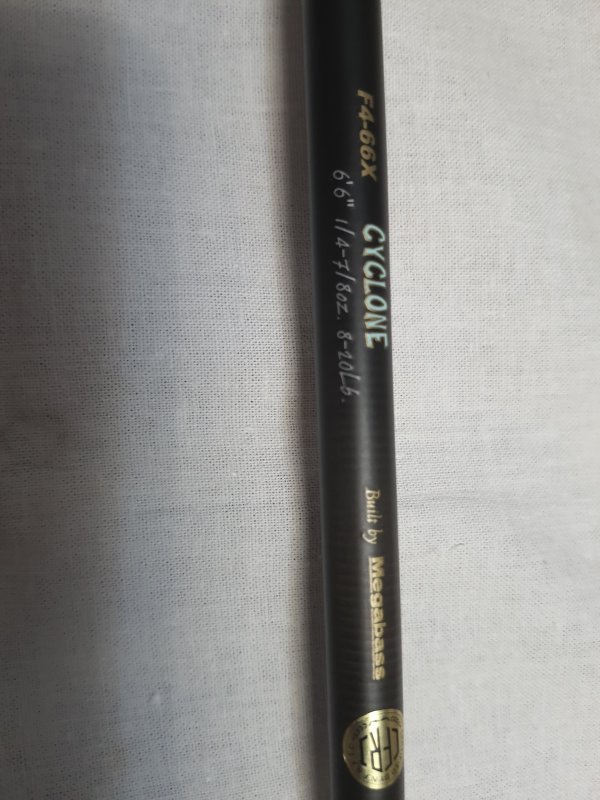 F4-66X CYCLONE
6'6" 1/4-7/8oz. 8-20Lb.
Built by Megabass